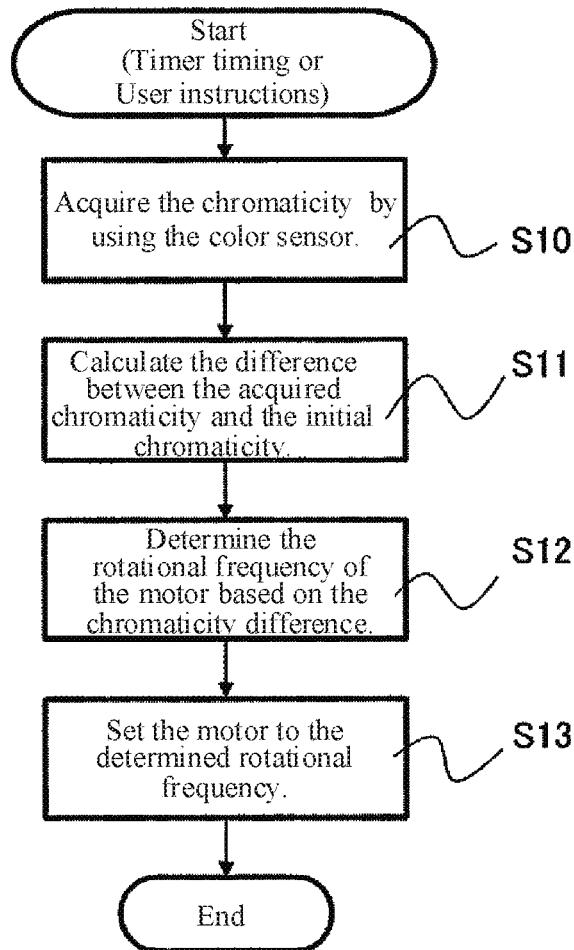 Start
(Timer timing or
User instructions)
Acquire the chromaticity by
using the color sensor.
S10
Calculate the difference
between the acquired
chromaticity and the initial
chromaticity.
S11
Determine the
rotational frequency of
the motor based on the
chromaticity difference.
S12
Set the motor to the
determined rotational
frequency.
S13
End